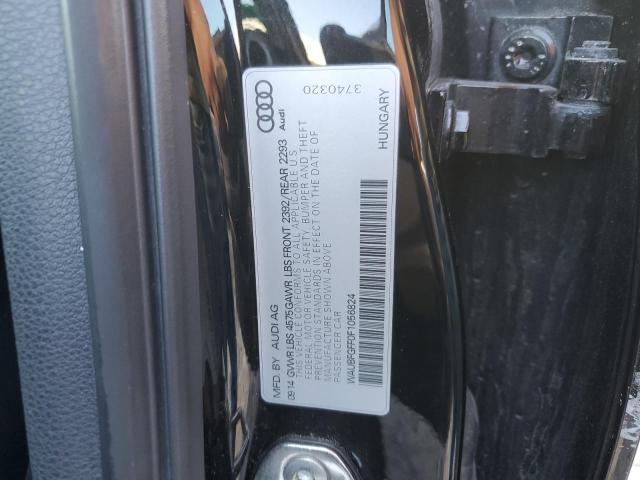 MFD. BY AUDI AG
09 14 GVWR LBS 4575GAWR LBS FRONT 2392/REAR 2293
THIS VEHICLE CONFORMS TO ALL APPLICABLE U.S.
FEDERAL MOTOR VEHICLE SAFETY, BUMPER AND THEFT
PREVENTION STANDARDS IN EFFECT ON THE DATE OF
MANUFACTURE SHOWN ABOVE
PASSENGER CAR
WAUBFGFF0F1056824
Audi
3740320
HUNGARY